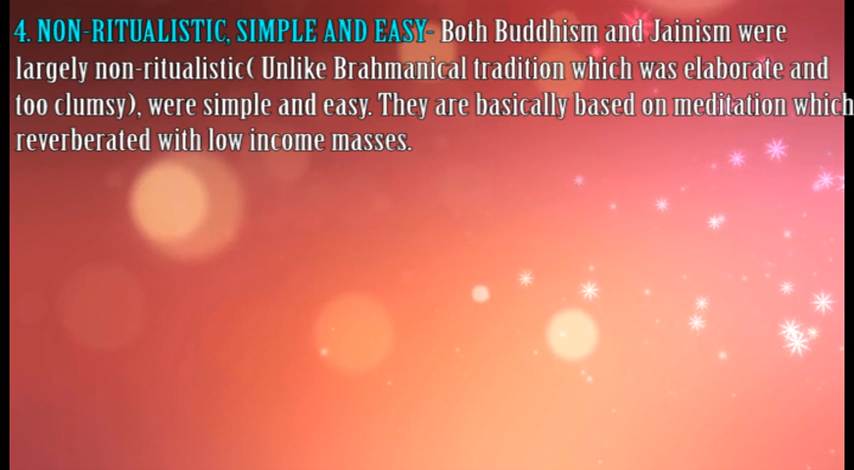 4. NON-RITUALISTIC, SIMPLE AND EASY- Both Buddhism and Jainism were
largely non-ritualistic( Unlike Brahmanical tradition which was elaborate and
too clumsy), were simple and easy. They are basically based on meditation which
reverberated with low income masses.